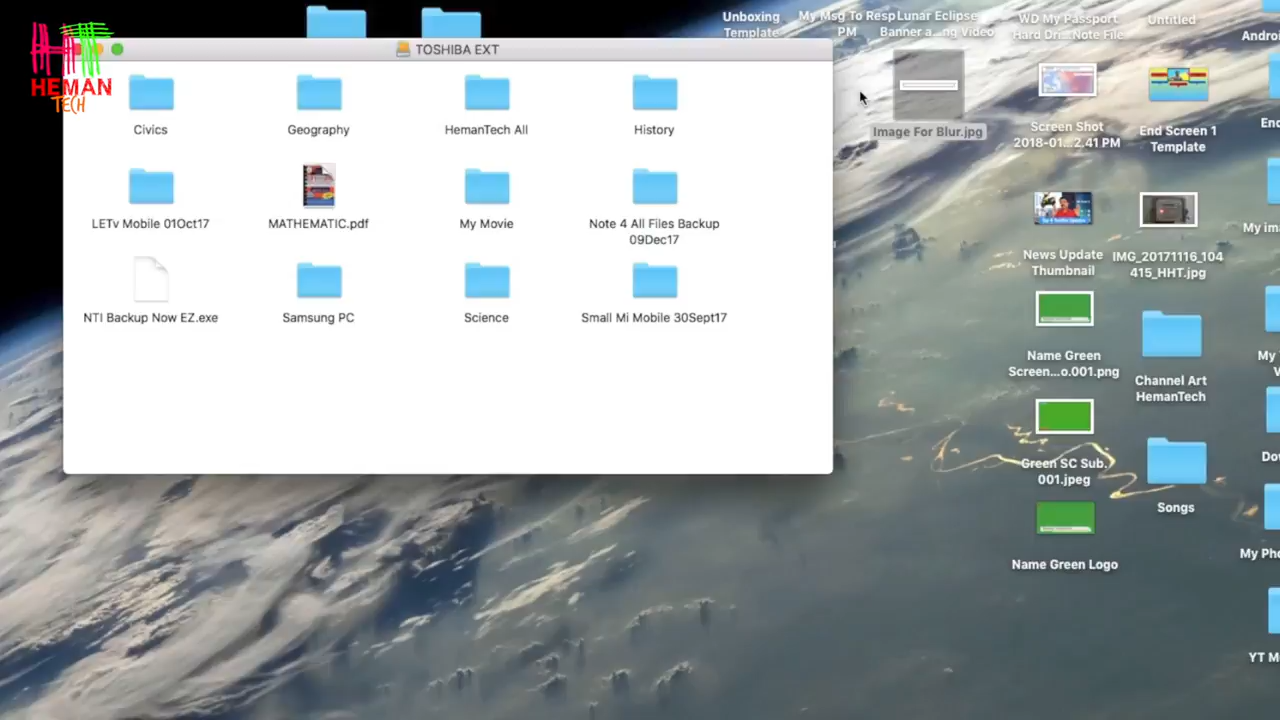 HEMAN
TECH
TOSHIBA EXT
Civics
Geography
HemanTech All
History
LETv Mobile 01Oct17
MATHEMATIC.pdf
My Movie
Note 4 All Files Backup
09Dec17
NTI Backup Now EZ.exe
Samsung PC
Science
Small Mi Mobile 30Sept17
Unboxing
Template
My Msg To Resp
PM
Lunar Eclipse
Banner a...ng Video
WD My Passport
Hard Dri...Note File
Untitled
Image For Blur.jpg
Screen Shot
2018-01...2.41 PM
End Screen 1
Template
News Update
Thumbnail
IMG_20171116_104
415_HHT.jpg
Name Green
Screen...o.001.png
Channel Art
HemanTech
Green SC Sub.
001.jpeg
Songs
Name Green Logo
My